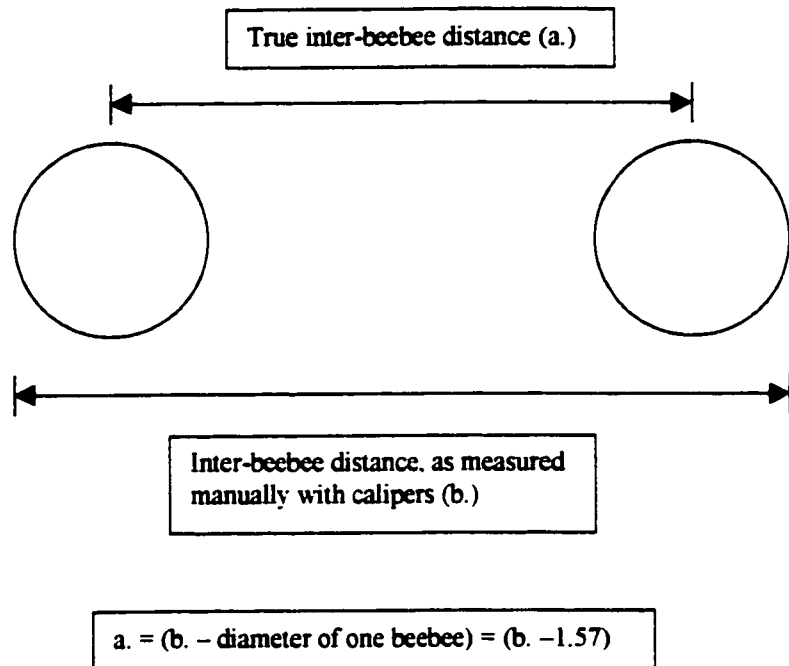 True inter-beebee distance (a.)
Inter-beebee distance, as measured
manually with calipers (b.)
a. = (b. – diameter of one beebee) = (b. –1.57)